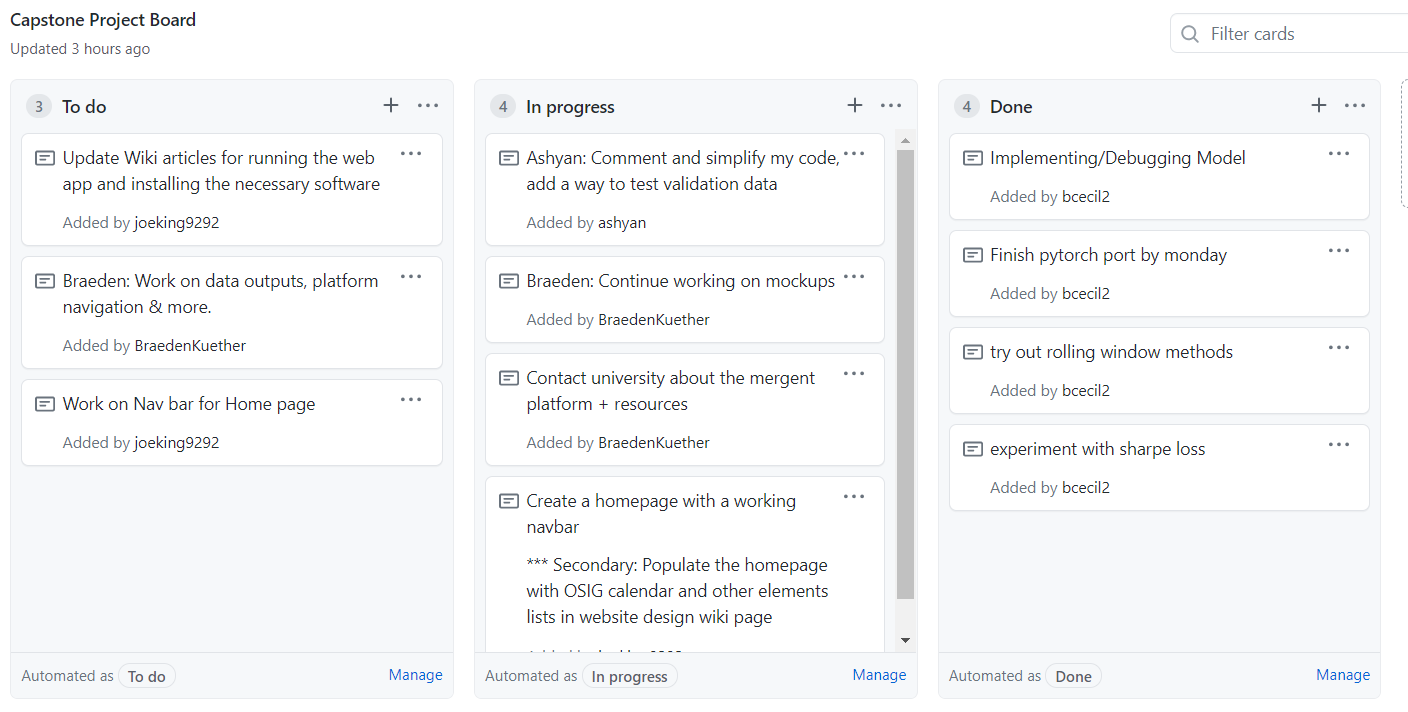 Capstone Project Board
Updated 3 hours ago
Filter cards
3 To do
Update Wiki articles for running the web
app and installing the necessary software
Added by joeking9292
Braeden: Work on data outputs, platform
navigation & more.
Added by BraedenKuether
Work on Nav bar for Home page
Added by joeking9292
Automated as To do
Manage
4 In progress
Ashyan: Comment and simplify my code,
add a way to test validation data
Added by ashyan
Braeden: Continue working on mockups
Added by BraedenKuether
Contact university about the mergent
platform + resources
Added by BraedenKuether
Create a homepage with a working
navbar
*** Secondary: Populate the homepage
with OSIG calendar and other elements
lists in website design wiki page
Automated as In progress
Manage
4 Done
Implementing/Debugging Model
Added by bcecil2
Finish pytorch port by monday
Added by bcecil2
try out rolling window methods
Added by bcecil2
experiment with sharpe loss
Added by bcecil2
Automated as Done
Manage